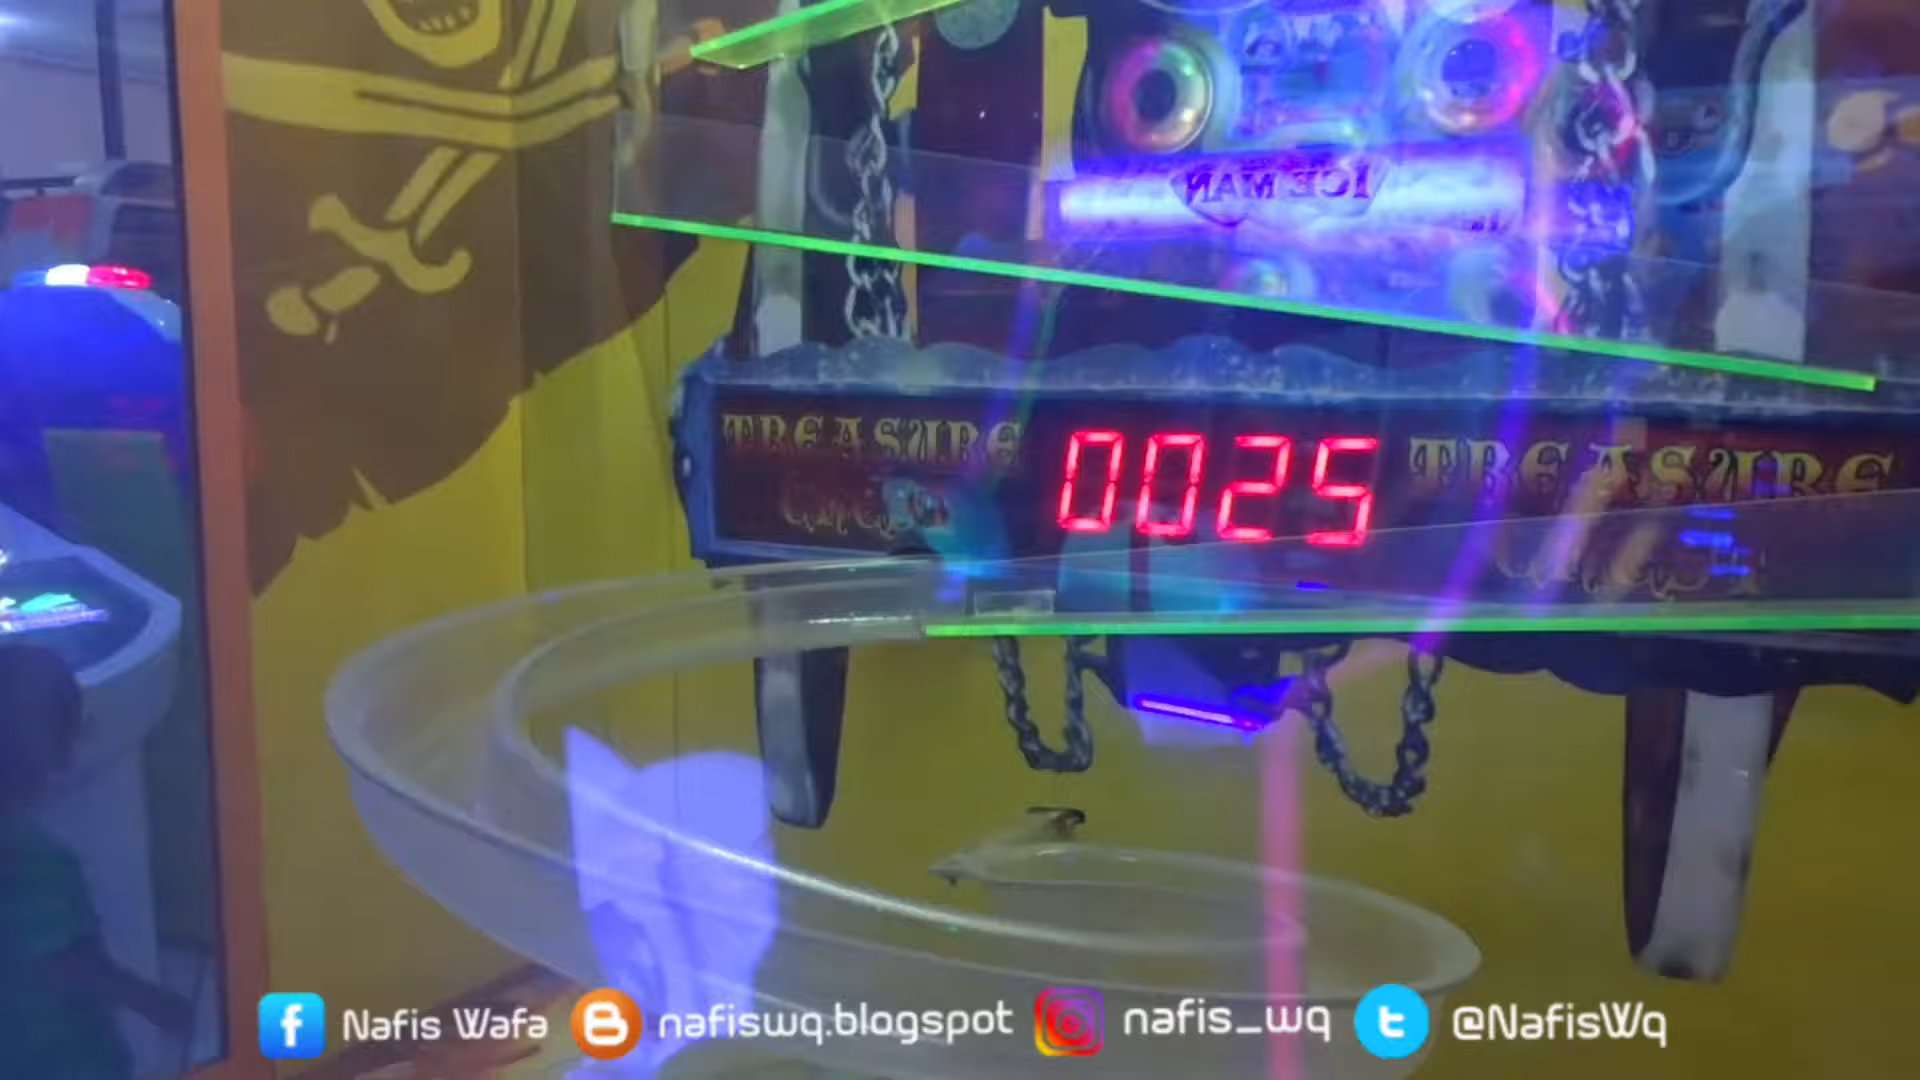 ICE MAN
TREASURE 0025 TREASURE
Nafis Wafa nafiswq.blogspot nafis_wq @NafisWq